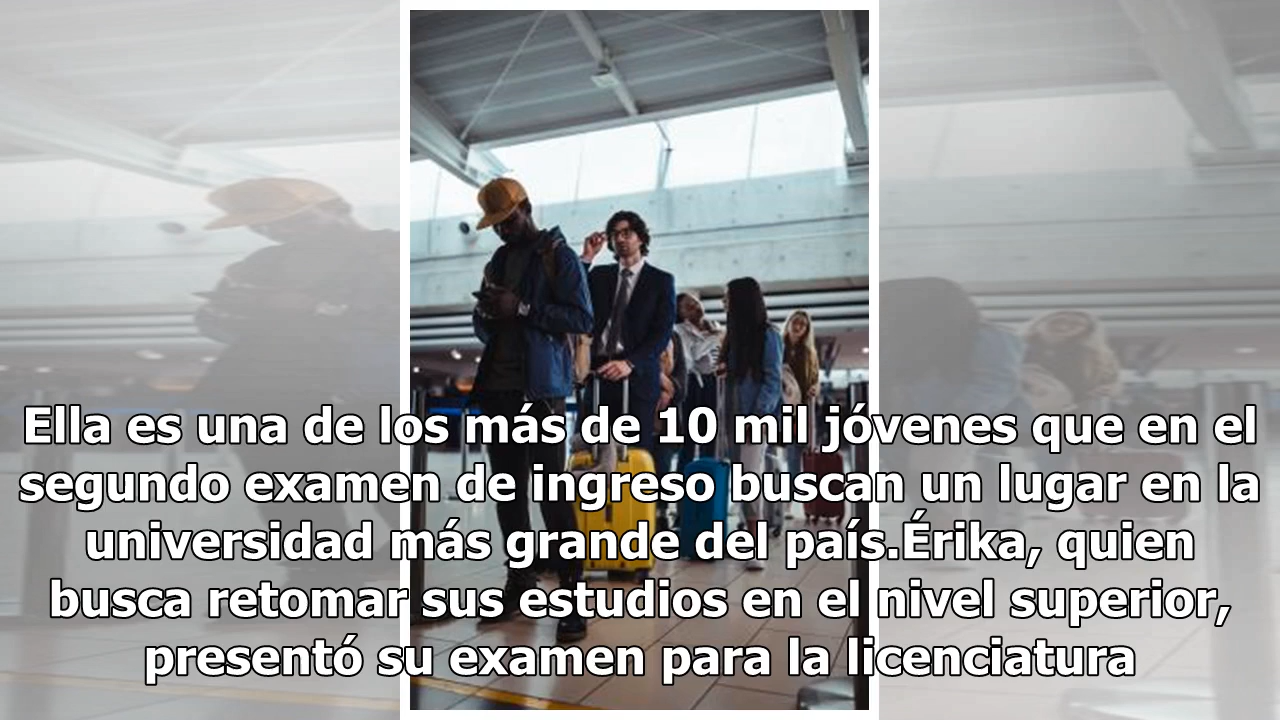 Ella es una de los más de 10 mil jóvenes que en el
segundo examen de ingreso buscan un lugar en la
universidad más grande del país.Érika, quien
busca retomar sus estudios en el nivel superior,
presentó su examen para la licenciatura